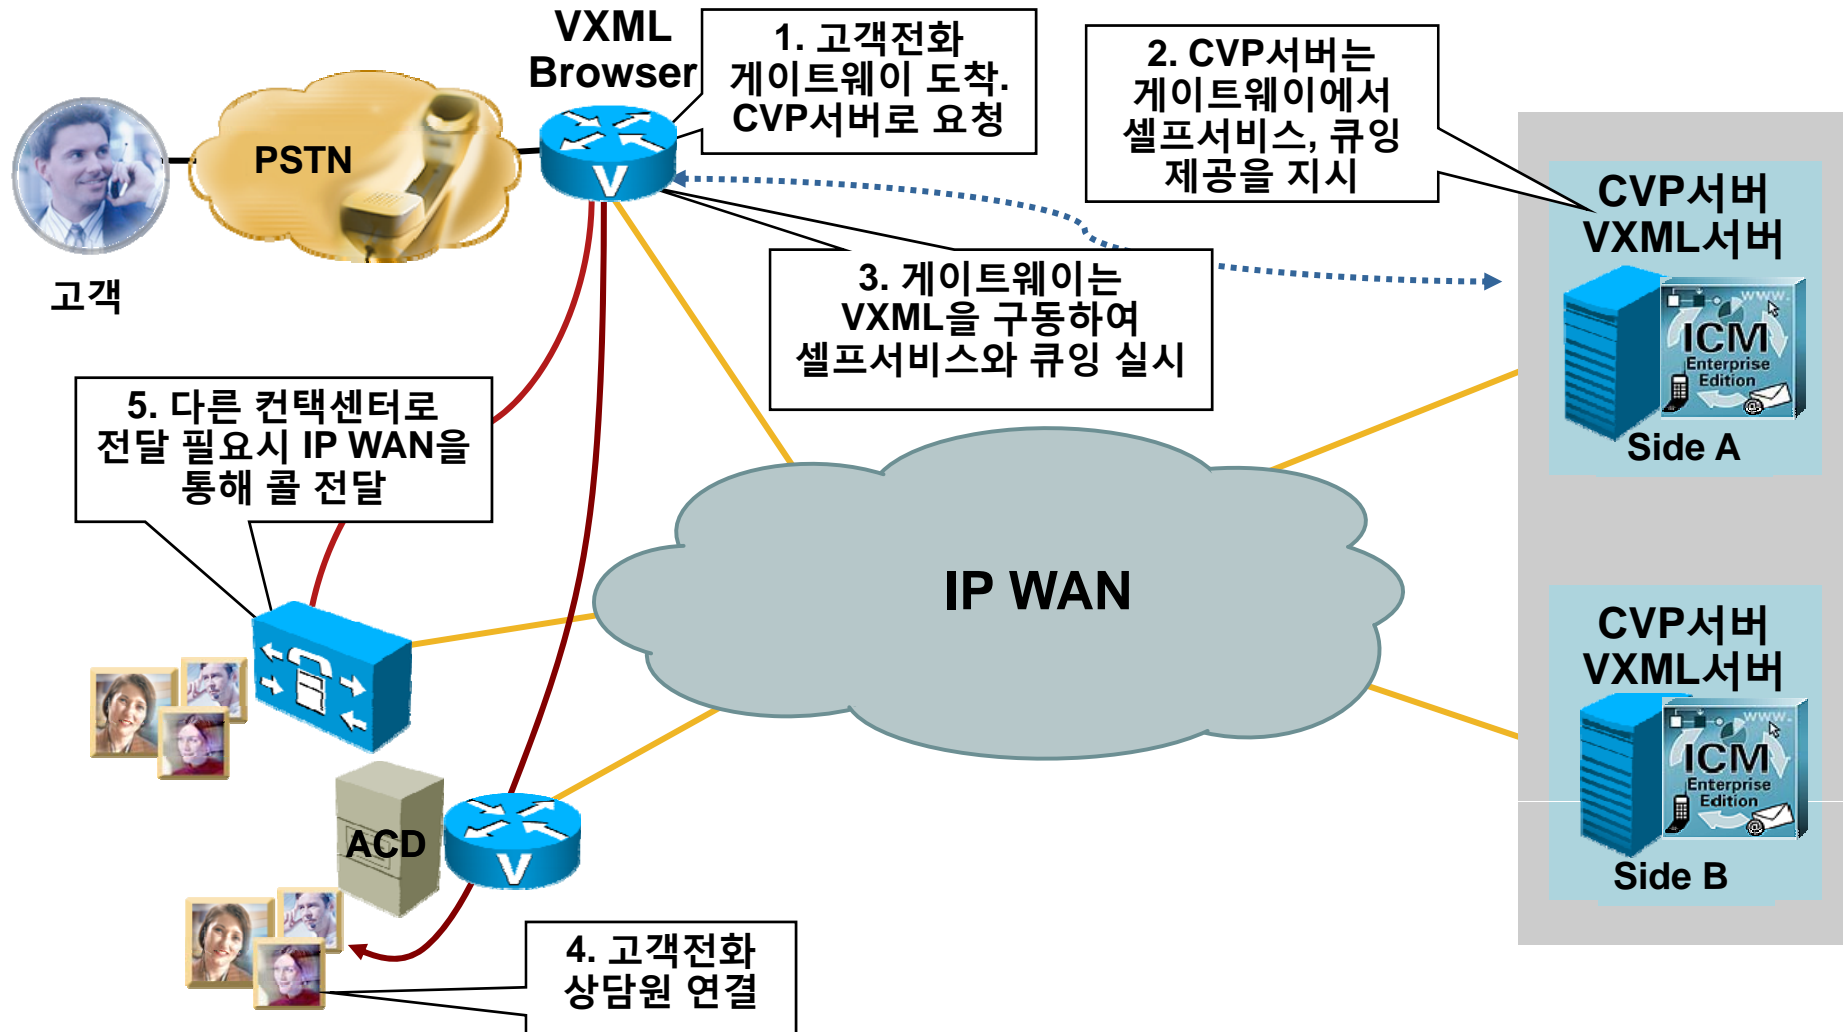 VXML
Browser
1. 고객전화
게이트웨이 도착.
CVP서버로 요청
2. CVP서버는
게이트웨이에서
셀프서비스, 큐잉
제공을 지시
PSTN
고객
3. 게이트웨이는
VXML을 구동하여
셀프서비스와 큐잉 실시
CVP서버
VXML서버
www.
ICM
Enterprise
Edition
@
Side A
5. 다른 컨택센터로
전달 필요시 IP WAN을
통해 콜 전달
IP WAN
CVP서버
VXML서버
www.
ICM
Enterprise
Edition
@
Side B
ACD
V
V
4. 고객전화
상담원 연결